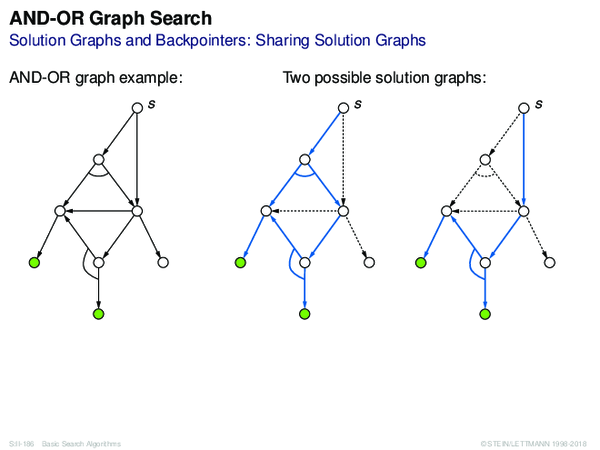 AND-OR Graph Search
Solution Graphs and Backpointers: Sharing Solution Graphs
AND-OR graph example:
Two possible solution graphs:
s
s
s
S:II-186 Basic Search Algorithms
© STEIN/LETTMANN 1998-2018